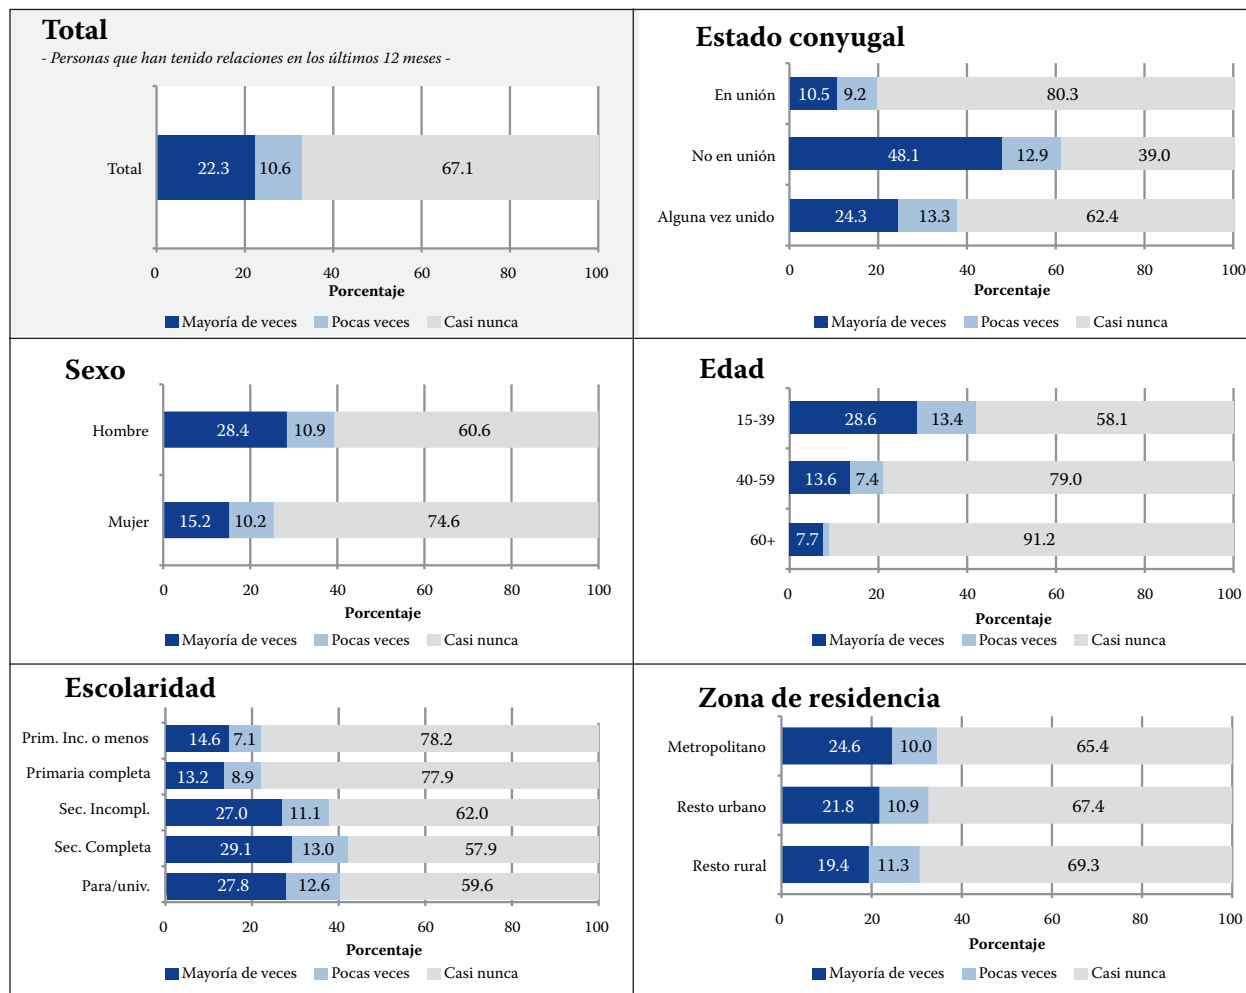 Total
- Personas que han tenido relaciones en los últimos 12 meses -
Total 22.3 10.6 67.1
0 20 40 60 80 100
Porcentaje
Mayoría de veces Pocas veces Casi nunca
Estado conyugal
En unión 10.5 9.2 80.3
No en unión 48.1 12.9 39.0
Alguna vez unido 24.3 13.3 62.4
0 20 40 60 80 100
Porcentaje
Mayoría de veces Pocas veces Casi nunca
Sexo
Hombre 28.4 10.9 60.6
Mujer 15.2 10.2 74.6
0 20 40 60 80 100
Porcentaje
Mayoría de veces Pocas veces Casi nunca
Edad
15-39 28.6 13.4 58.1
40-59 13.6 7.4 79.0
60+ 7.7 91.2
0 20 40 60 80 100
Porcentaje
Mayoría de veces Pocas veces Casi nunca
Escolaridad
Prim. Inc. o menos 14.6 7.1 78.2
Primaria completa 13.2 8.9 77.9
Sec. Incompl. 27.0 11.1 62.0
Sec. Completa 29.1 13.0 57.9
Para/univ. 27.8 12.6 59.6
0 20 40 60 80 100
Porcentaje
Mayoría de veces Pocas veces Casi nunca
Zona de residencia
Metropolitano 24.6 10.0 65.4
Resto urbano 21.8 10.9 67.4
Resto rural 19.4 11.3 69.3
0 20 40 60 80 100
Porcentaje
Mayoría de veces Pocas veces Casi nunca